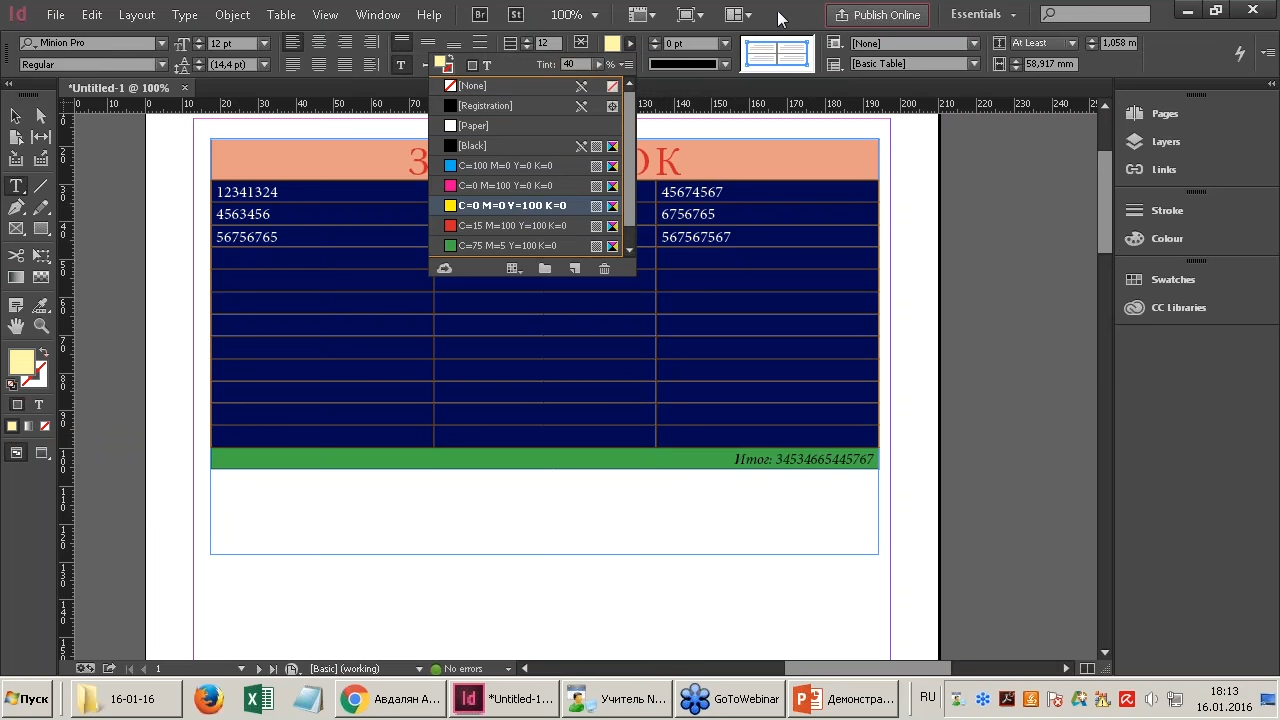 Id File Edit Layout Type Object Table View Window Help Br St 100% Publish Online Essentials
Minion Pro 12 pt 12 0 pt [None] At Least 1,058 m
Regular (14,4 pt) T Tint: 40 % [Basic Table] 58,917 mm
*Untitled-1 @ 100% ×
[None]
[Registration]
[Paper]
[Black]
C=100 M=0 Y=0 K=0
C=0 M=100 Y=0 K=0
C=0 M=0 Y=100 K=0
C=15 M=100 Y=100 K=0
C=75 M=5 Y=100 K=0
12341324 45674567
4563456 6756765
56756765 567567567
Итог: 34534665445767
Pages
Layers
Links
Stroke
Colour
Swatches
CC Libraries
1 [Basic] (working) No errors
Пуск 16-01-16 Авдалян А... *Untitled-1... Учитель N... GoToWebinar Демонстра... RU 18:13
16.01.2016